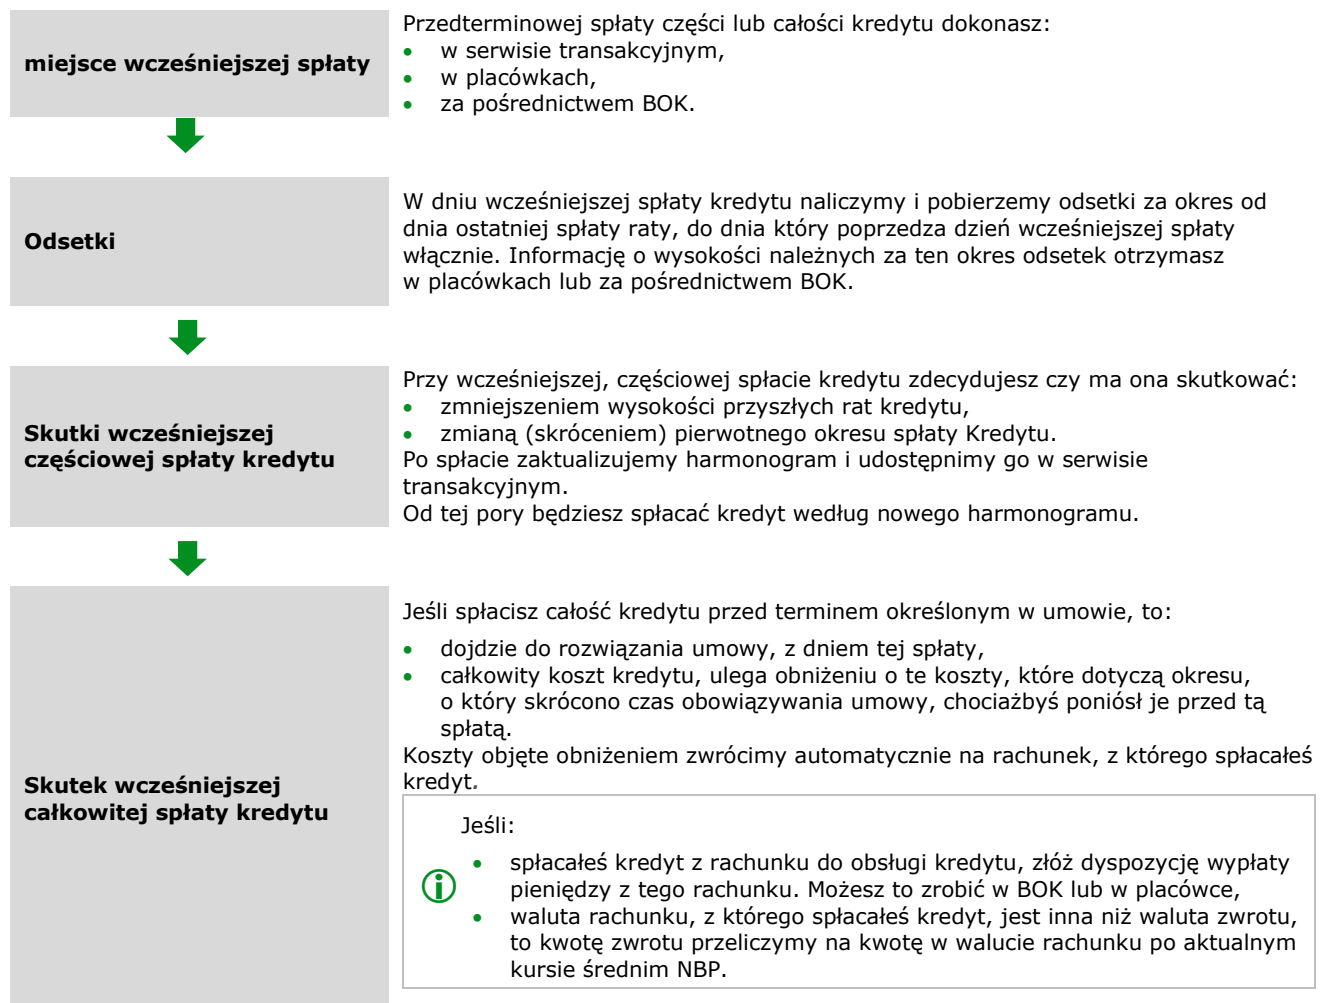 miejsce wcześniejszej spłaty
Przedterminowej spłaty części lub całości kredytu dokonasz:
• w serwisie transakcyjnym,
• w placówkach,
• za pośrednictwem BOK.
Odsetki
W dniu wcześniejszej spłaty kredytu naliczymy i pobierzemy odsetki za okres od
dnia ostatniej spłaty raty, do dnia który poprzedza dzień wcześniejszej spłaty
włącznie. Informację o wysokości należnych za ten okres odsetek otrzymasz
w placówkach lub za pośrednictwem BOK.
Skutki wcześniejszej
częściowej spłaty kredytu
Przy wcześniejszej, częściowej spłacie kredytu zdecydujesz czy ma ona skutkować:
• zmniejszeniem wysokości przyszłych rat kredytu,
• zmianą (skróceniem) pierwotnego okresu spłaty Kredytu.
Po spłacie zaktualizujemy harmonogram i udostępnimy go w serwisie
transakcyjnym.
Od tej pory będziesz spłacać kredyt według nowego harmonogramu.
Skutek wcześniejszej
całkowitej spłaty kredytu
Jeśli spłacisz całość kredytu przed terminem określonym w umowie, to:
• dojdzie do rozwiązania umowy, z dniem tej spłaty,
• całkowity koszt kredytu, ulega obniżeniu o te koszty, które dotyczą okresu,
o który skrócono czas obowiązywania umowy, chociażbyś poniósł je przed tą
spłatą.
Koszty objęte obniżeniem zwrócimy automatycznie na rachunek, z którego spłacałeś
kredyt.
Jeśli:
• spłacałeś kredyt z rachunku do obsługi kredytu, złóż dyspozycję wypłaty
pieniędzy z tego rachunku. Możesz to zrobić w BOK lub w placówce,
• waluta rachunku, z którego spłacałeś kredyt, jest inna niż waluta zwrotu,
to kwotę zwrotu przeliczymy na kwotę w walucie rachunku po aktualnym
kursie średnim NBP.